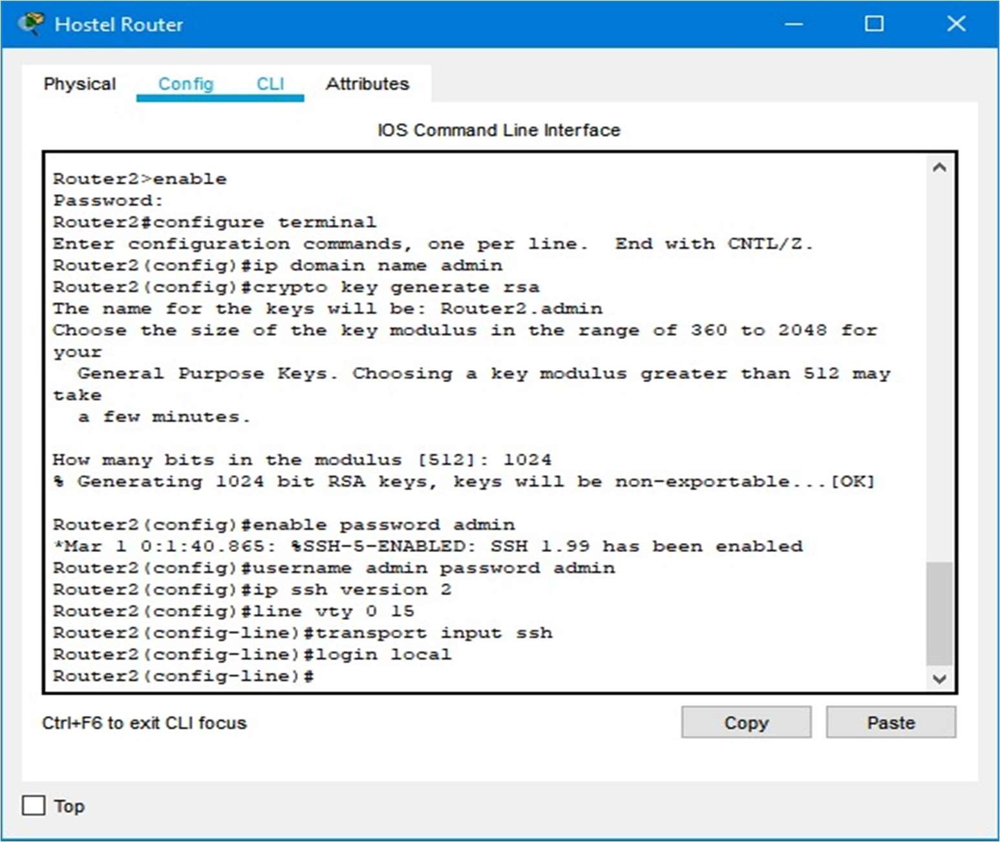 Hostel Router
Physical Config CLI Attributes
IOS Command Line Interface
Router2>enable
Password:
Router2#configure terminal
Enter configuration commands, one per line.  End with CNTL/Z.
Router2(config)#ip domain name admin
Router2(config)#crypto key generate rsa
The name for the keys will be: Router2.admin
Choose the size of the key modulus in the range of 360 to 2048 for
your
  General Purpose Keys. Choosing a key modulus greater than 512 may
take
  a few minutes.
How many bits in the modulus [512]: 1024
% Generating 1024 bit RSA keys, keys will be non-exportable...[OK]
Router2(config)#enable password admin
*Mar 1 0:1:40.865: %SSH-5-ENABLED: SSH 1.99 has been enabled
Router2(config)#username admin password admin
Router2(config)#ip ssh version 2
Router2(config)#line vty 0 15
Router2(config-line)#transport input ssh
Router2(config-line)#login local
Router2(config-line)#
Ctrl+F6 to exit CLI focus
Copy Paste
Top